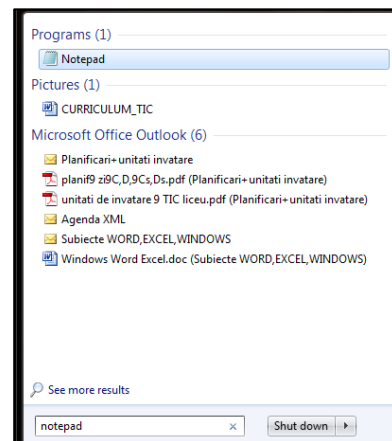 Programs (1)
Notepad
Pictures (1)
CURRICULUM_TIC
Microsoft Office Outlook (6)
Planificari+unitati invatare
planif9 zi9C,D,9Cs,Ds.pdf (Planificari+unitati invatare)
unitati de invatare 9 TIC liceu.pdf (Planificari+unitati invatare)
Agenda XML
Subiecte WORD,EXCEL,WINDOWS
Windows Word Excel.doc (Subiecte WORD,EXCEL,WINDOWS)
See more results
notepad × Shut down